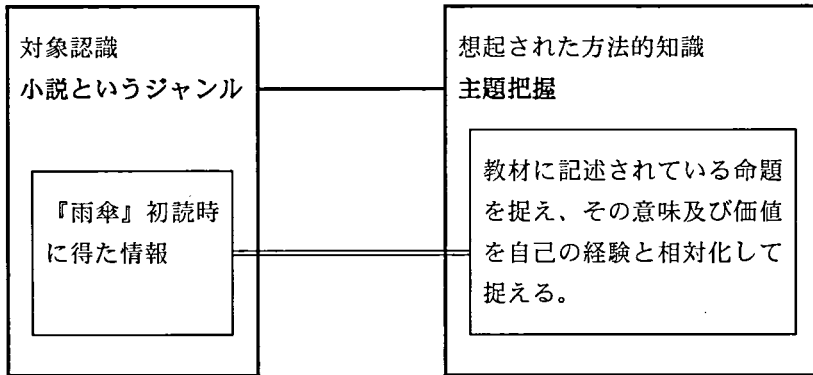 対象認識
小説というジャンル
『雨傘』初読時
に得た情報
想起された方法的知識
主題把握
教材に記述されている命題
を捉え、その意味及び価値
を自己の経験と相対化して
捉える。